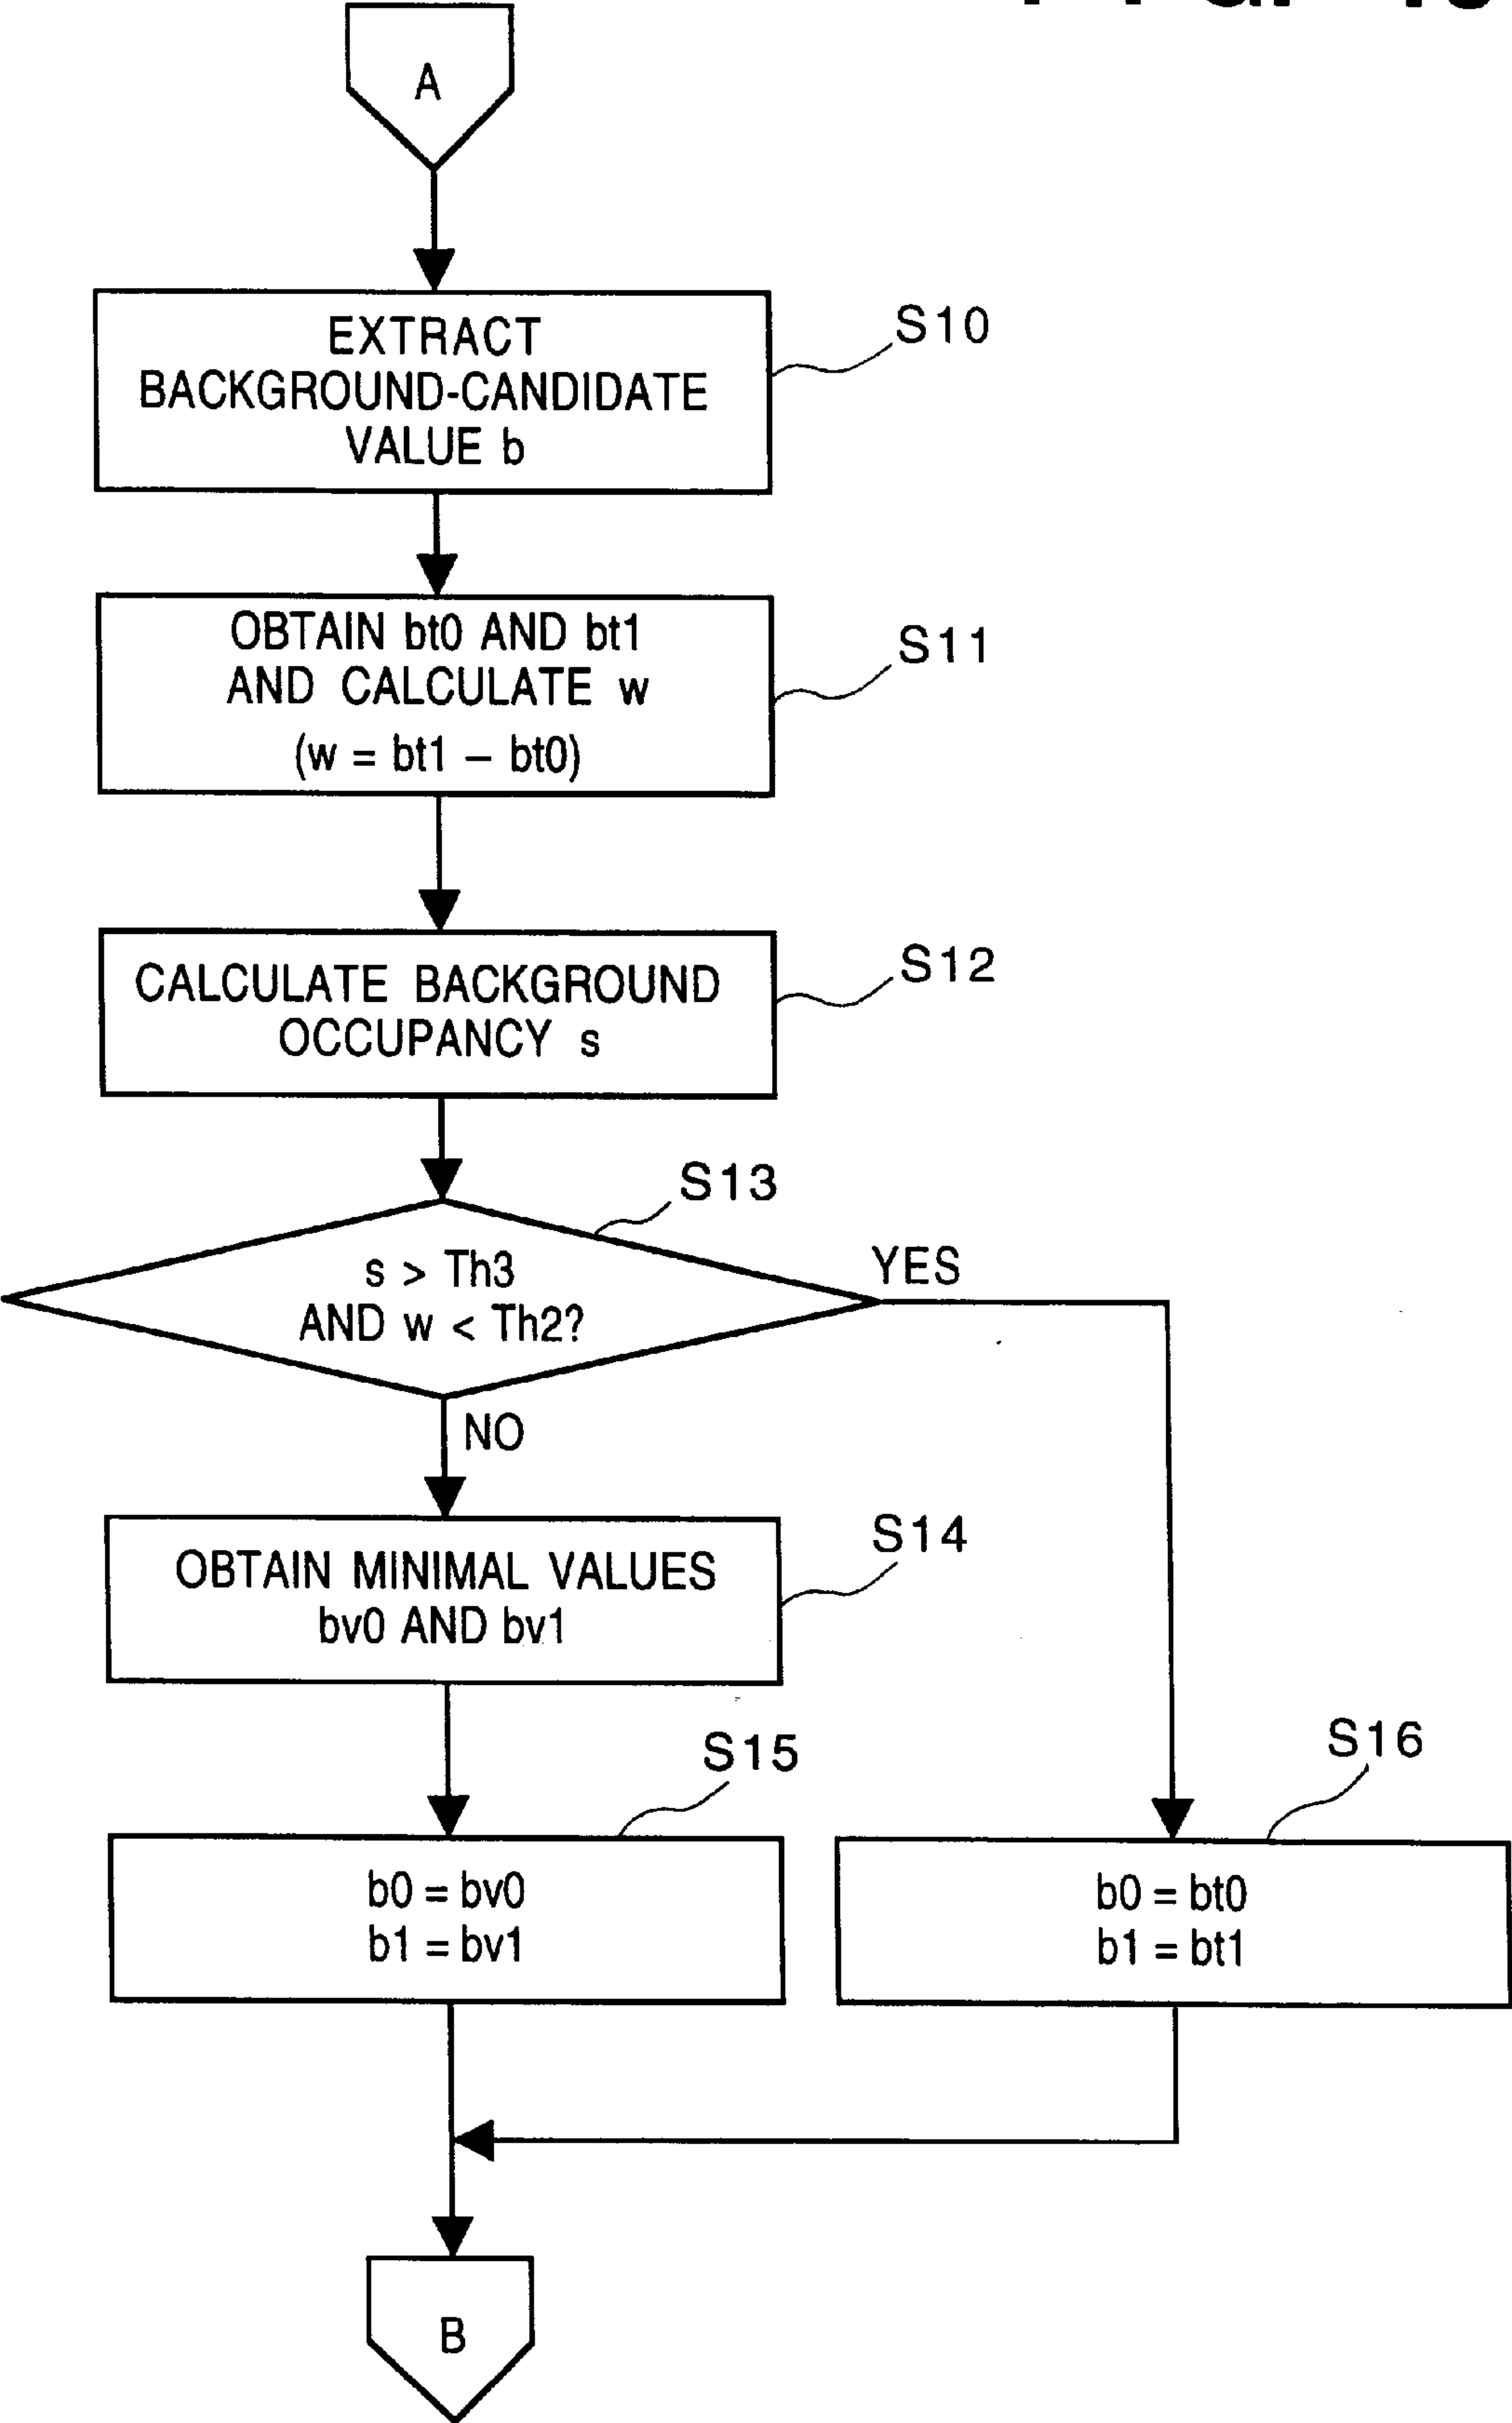 A
EXTRACT
BACKGROUND-CANDIDATE
VALUE b
S10
OBTAIN bt0 AND bt1
AND CALCULATE w
(w = bt1 – bt0)
S11
CALCULATE BACKGROUND
OCCUPANCY s
S12
S13
s > Th3
AND w < Th2?
YES
NO
OBTAIN MINIMAL VALUES
bv0 AND bv1
S14
S15
b0 = bv0
b1 = bv1
S16
b0 = bt0
b1 = bt1
B